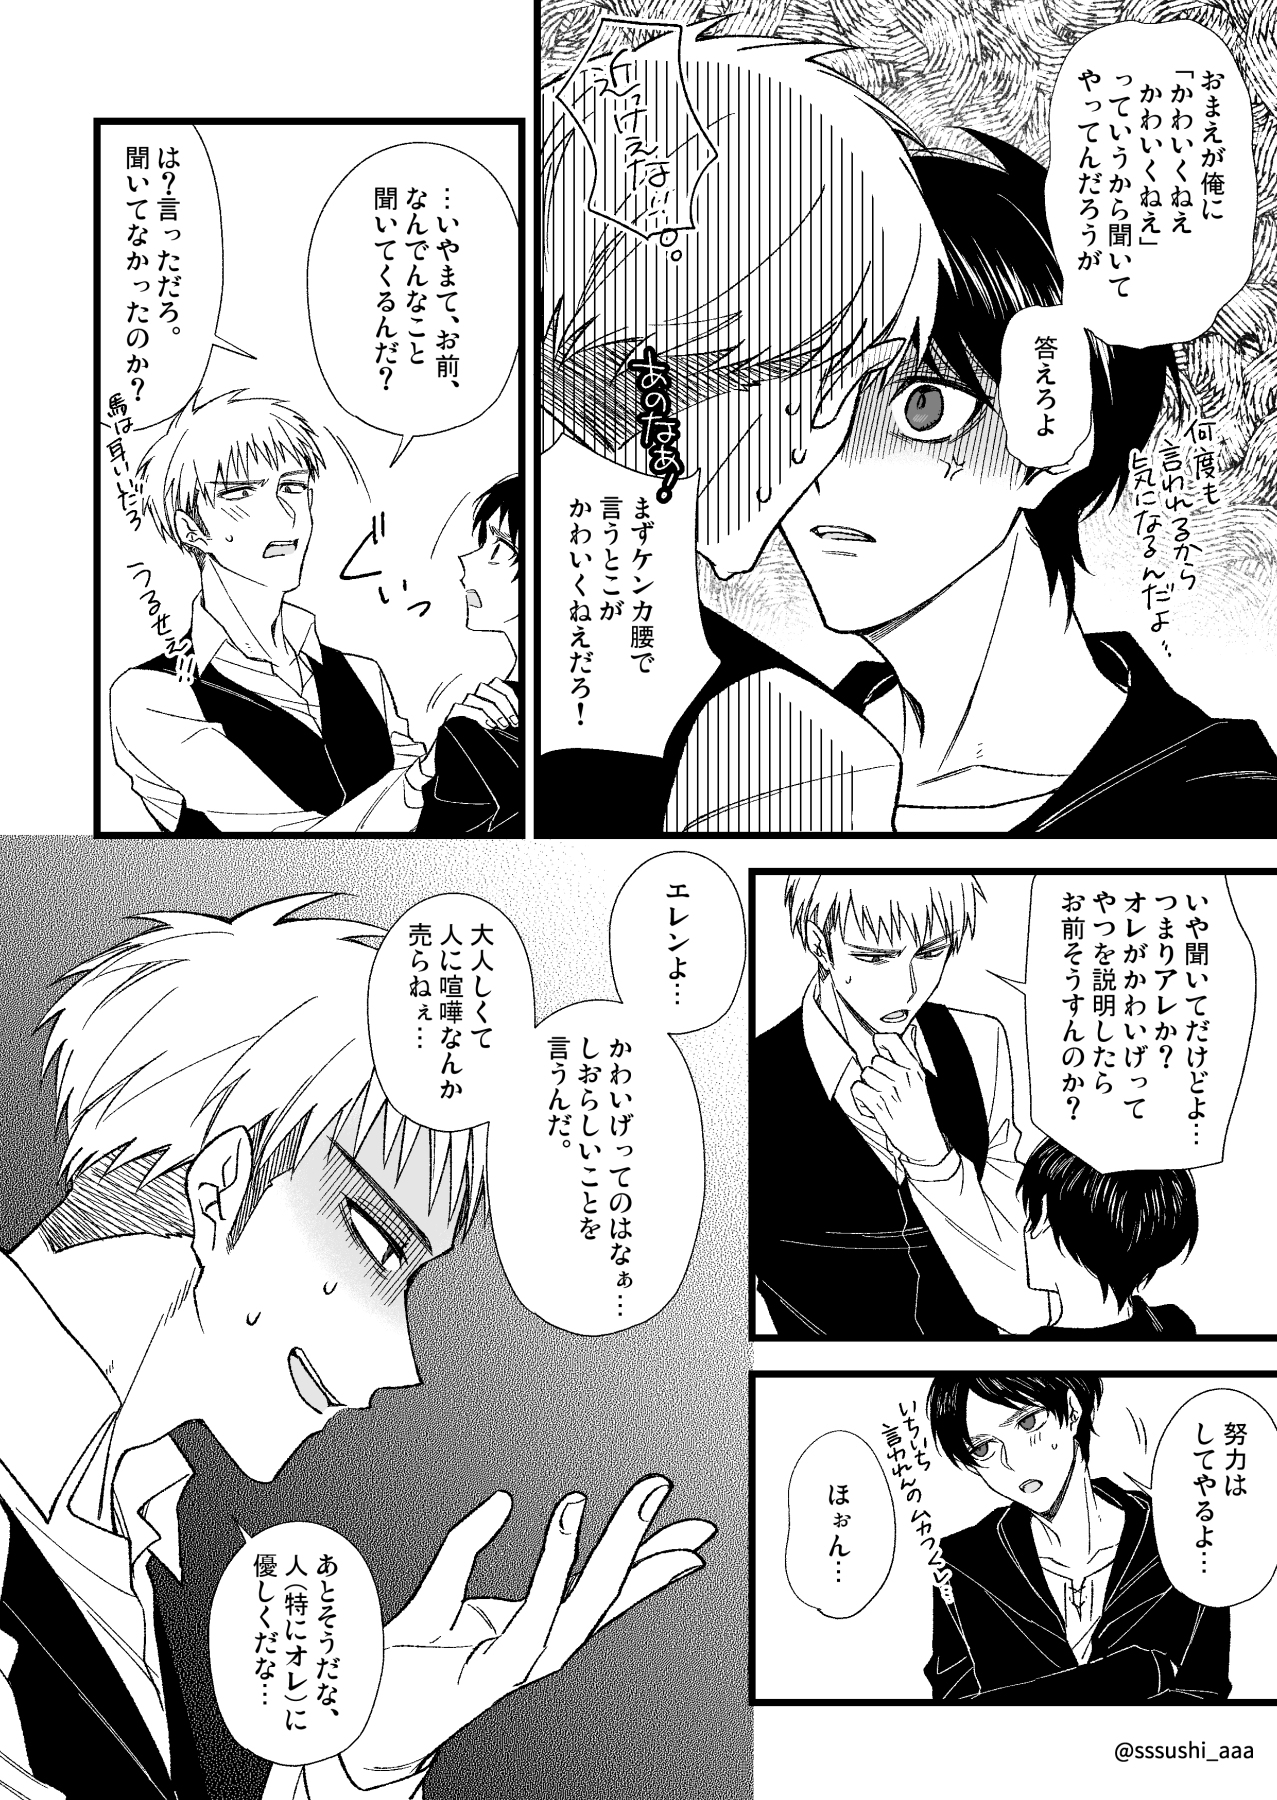 おまえが俺に
「かわいくねえ
かわいくねえ」
っていうから聞いて
やってんだろうが
答えろよ
何度も
言われるから
気になるんだよ…
近っけえな…。
あのなぁ!
まずケンカ腰で
言うとこが
かわいくねえだろ!
…いやまて、お前、
なんでんなこと
聞いてくるんだ?
ぐいっ
は?言っただろ。
聞いてなかったのか?
馬は耳いいだろ
うるせえ!!
いや聞いてだけどよ…
つまりアレか?
オレがかわいげって
やつを説明したら
お前そうすんのか?
努力は
してやるよ…
いちいち
言われんの
ムカつくし…
ほぉん…
エレンよ…
かわいげってのはなぁ…
しおらしいことを
言うんだ。
大人しくて
人に喧嘩なんか
売らねぇ…
あとそうだな、
人(特にオレ)に
優しくだな…
@sssushi_aaa